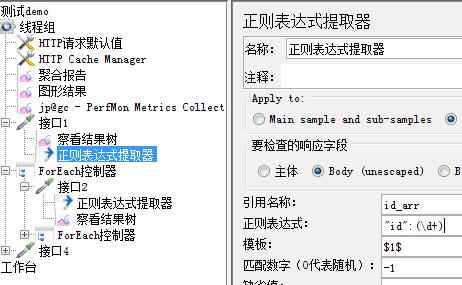 测试demo
线程组
HTTP请求默认值
HTTP Cache Manager
聚合报告
图形结果
jp@gc - PerfMon Metrics Collect
接口1
察看结果树
正则表达式提取器
ForEach控制器
接口2
正则表达式提取器
察看结果树
ForEach控制器
接口4
工作台
正则表达式提取器
名称: 正则表达式提取器
注释:
Apply to:
Main sample and sub-samples
要检查的响应字段
主体 Body (unescaped) B
引用名称: id_arr
正则表达式: "id":(\d+)
模板: $1$
匹配数字（0代表随机）: -1